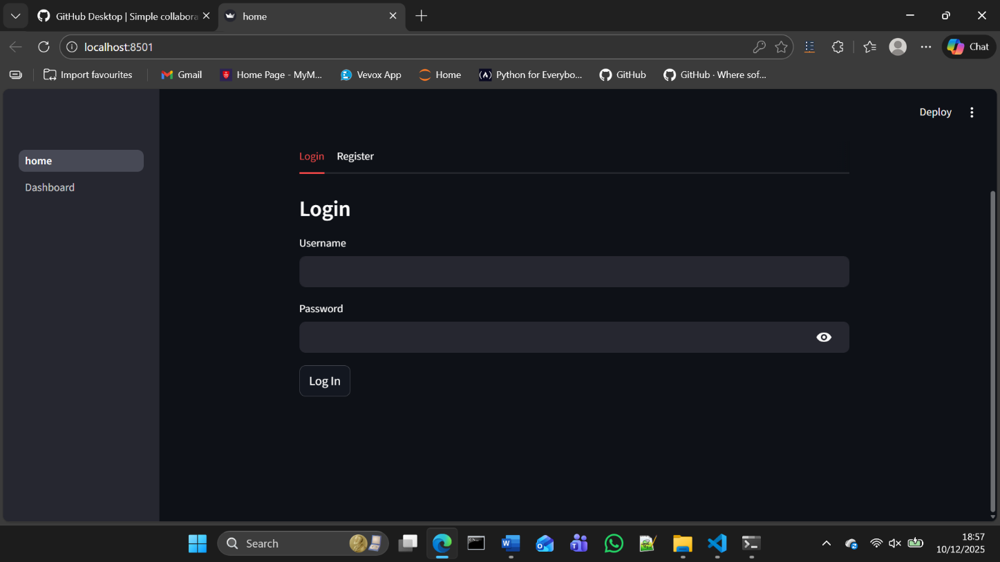 GitHub Desktop | Simple collabora
home
localhost:8501
Chat
Import favourites
Gmail
Home Page - MyM...
Vevox App
Home
Python for Everybo...
GitHub
GitHub · Where sof...
Deploy
home
Dashboard
Login
Register
Login
Username
Password
Log In
Search
18:57
10/12/2025